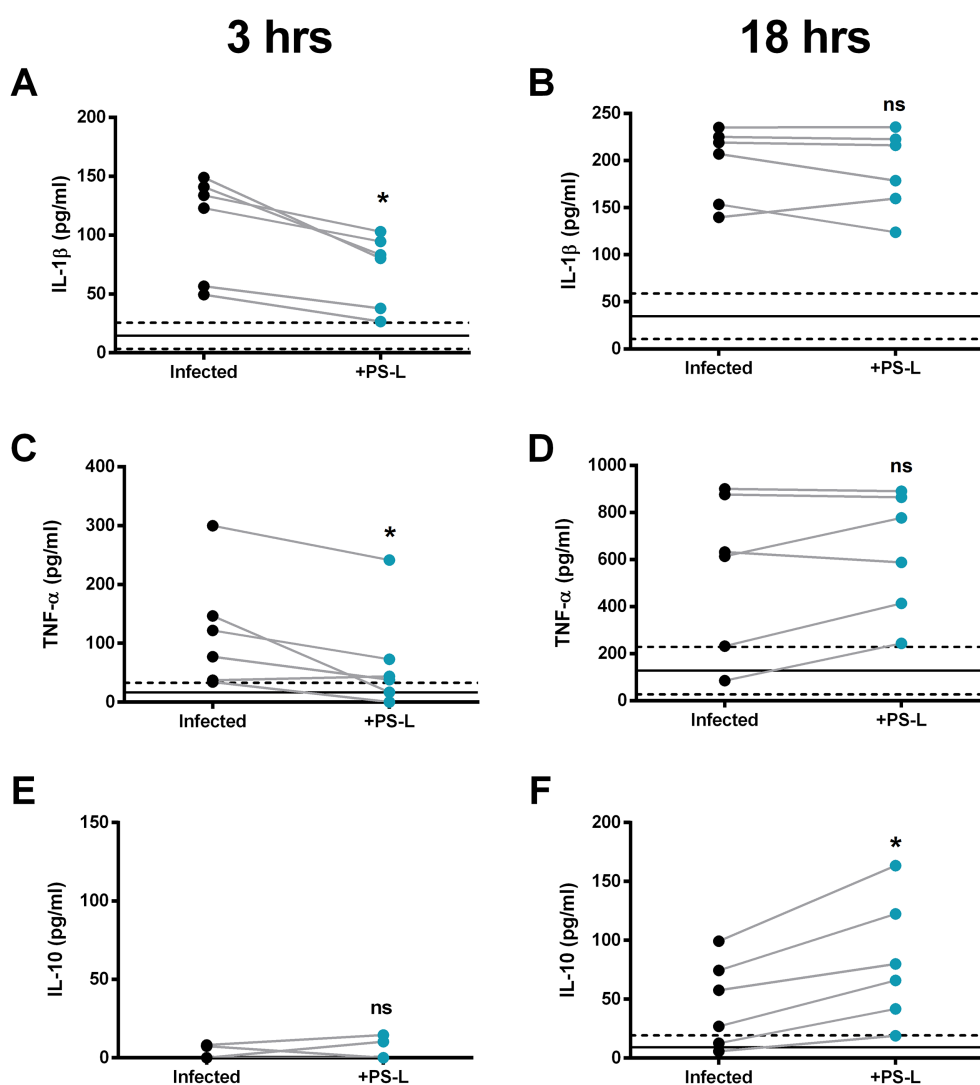 3 hrs
18 hrs
A
IL-1β (pg/ml)
200
150
100
50
0
*
Infected
+PS-L
B
IL-1β (pg/ml)
250
200
150
100
50
0
ns
Infected
+PS-L
C
TNF-α (pg/ml)
400
300
200
100
0
*
Infected
+PS-L
D
TNF-α (pg/ml)
1000
800
600
400
200
0
ns
Infected
+PS-L
E
IL-10 (pg/ml)
150
100
50
0
ns
Infected
+PS-L
F
IL-10 (pg/ml)
200
150
100
50
0
*
Infected
+PS-L